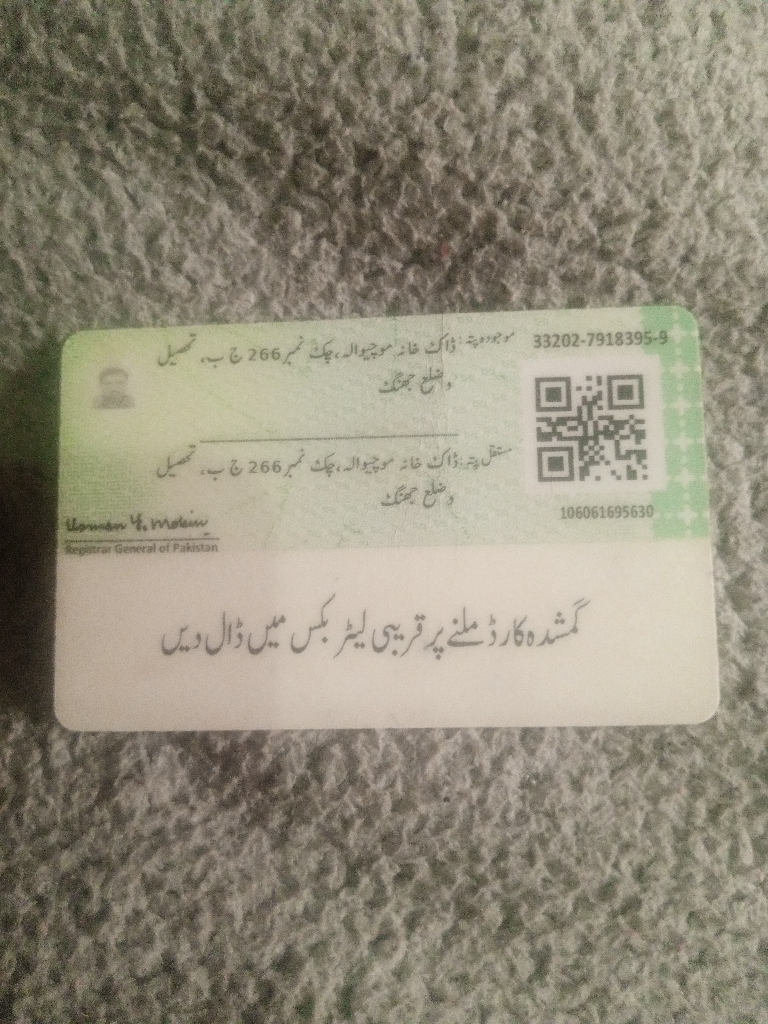 33202-7918395-9
موجودہ پتہ: ڈاک خانہ موچیوالہ، چک نمبر 266 ج ب، تحصیل
و ضلع جھنگ
مستقل پتہ: ڈاک خانہ موچیوالہ، چک نمبر 266 ج ب، تحصیل
و ضلع جھنگ
106061695630
Usman Y. Mobin
Registrar General of Pakistan
گمشدہ کارڈ ملنے پر قریبی لیٹر بکس میں ڈال دیں